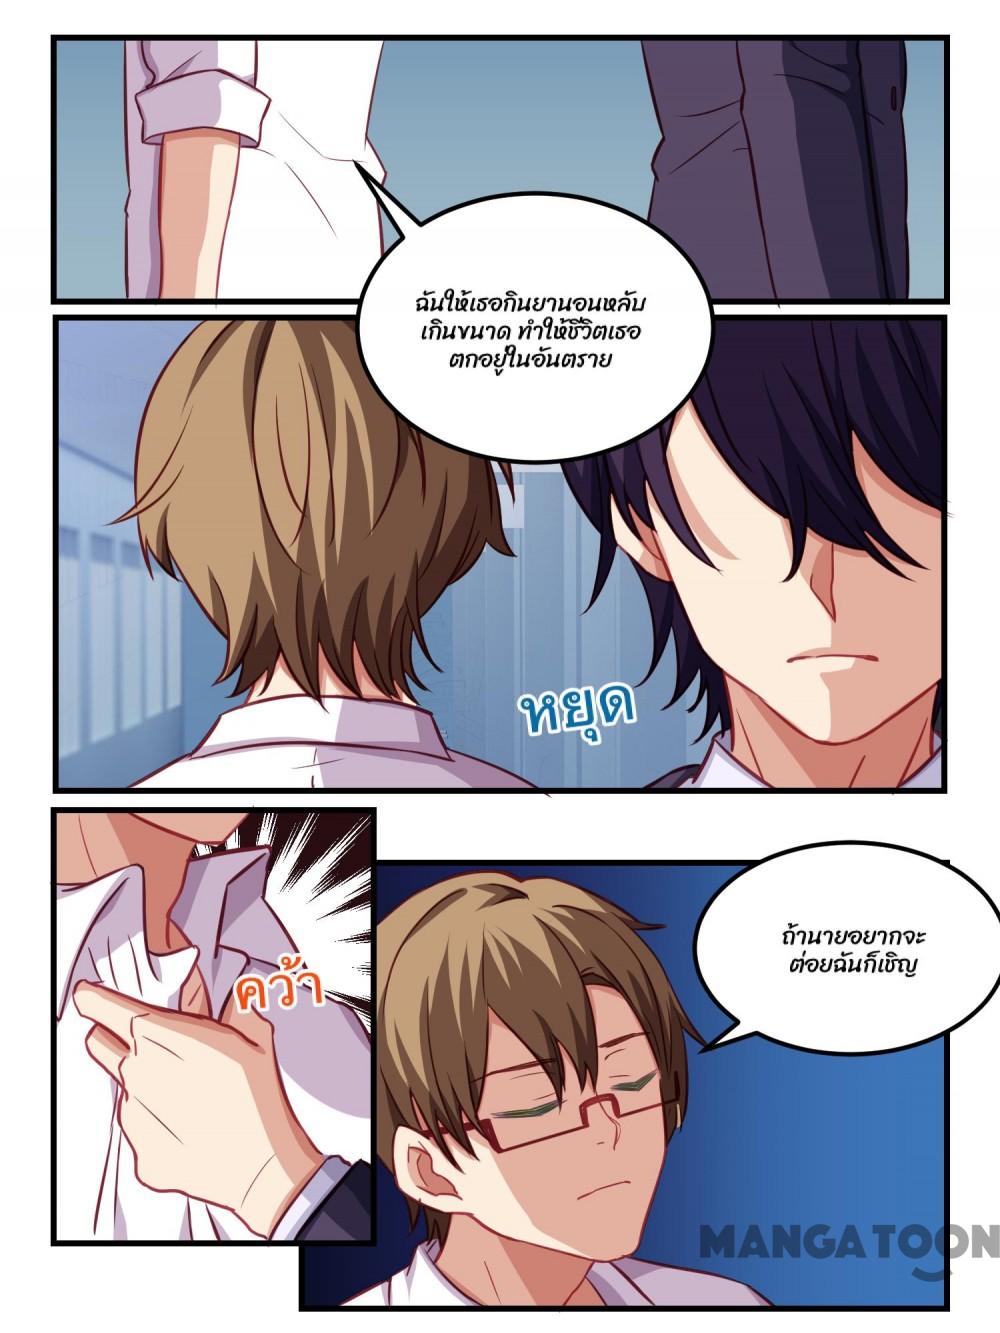 ฉันให้เธอกินยานอนหลับ
เกินขนาด ทำให้ชีวิตเธอ
ตกอยู่ในอันตราย
หยุด
คว้า
ถ้านายอยากจะ
ต่อยฉันก็เชิญ
MANGATOON